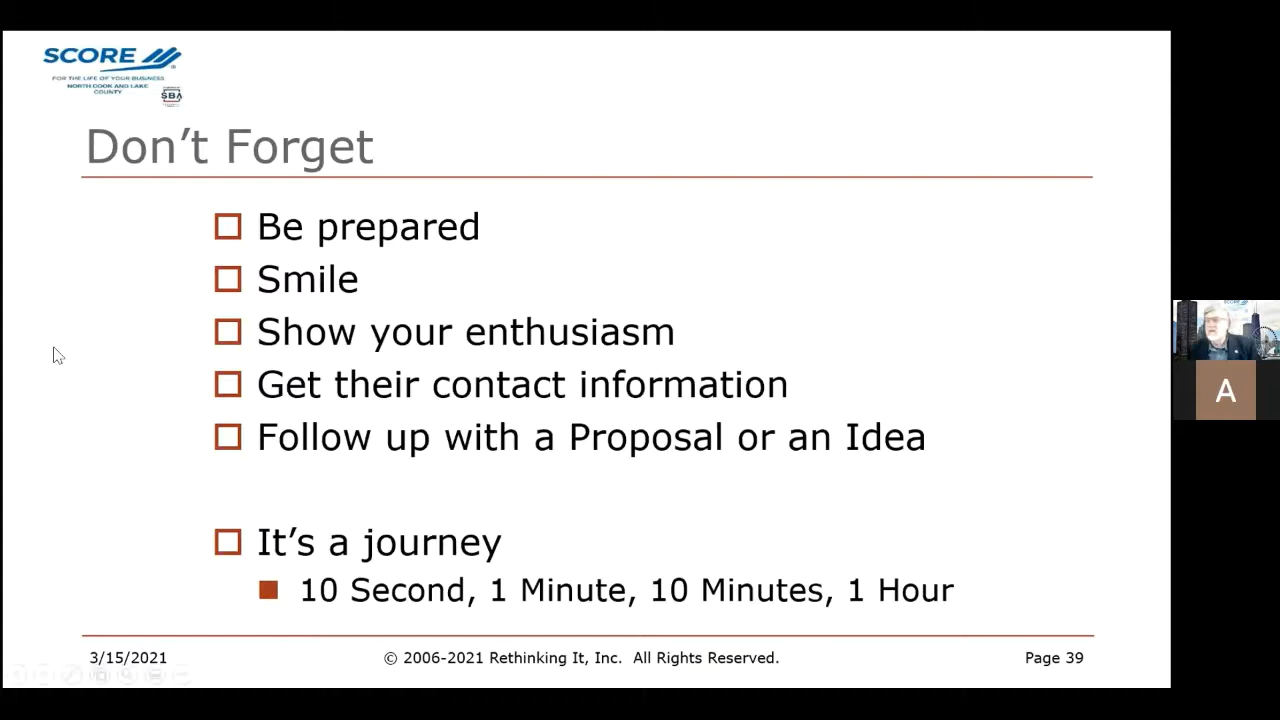 SCORE
FOR THE LIFE OF YOUR BUSINESS
NORTH COOK AND LAKE
COUNTY
SBA
Don’t Forget
Be prepared
Smile
Show your enthusiasm
Get their contact information
Follow up with a Proposal or an Idea
It’s a journey
10 Second, 1 Minute, 10 Minutes, 1 Hour
3/15/2021 © 2006-2021 Rethinking It, Inc. All Rights Reserved. Page 39
A